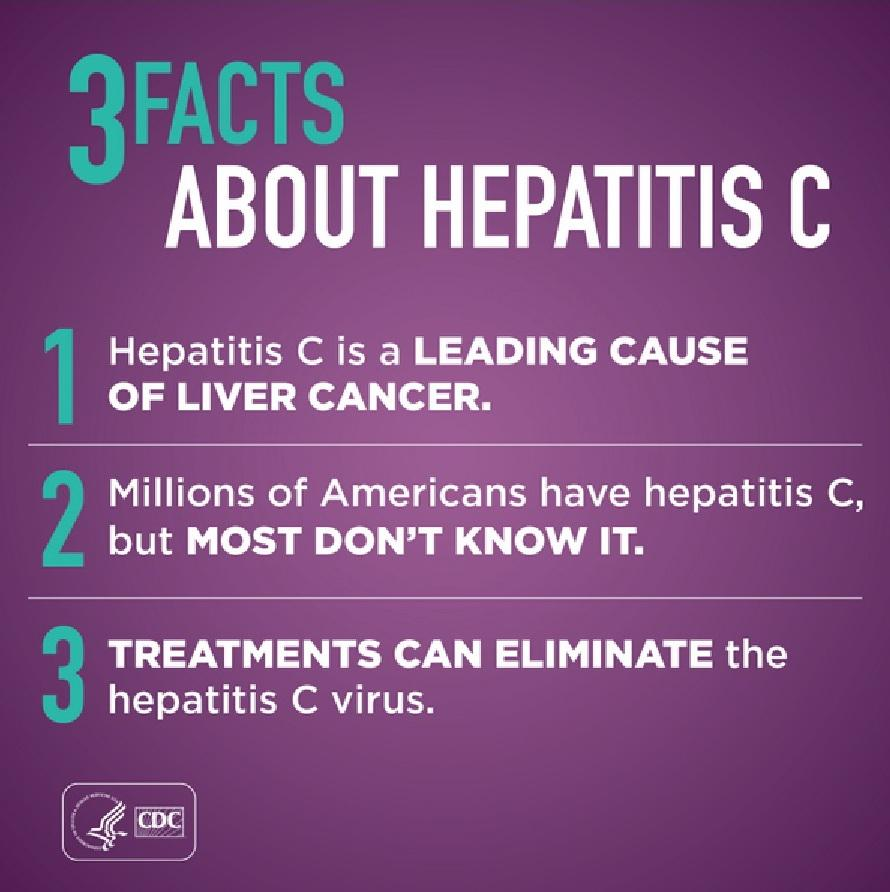 3 FACTS
ABOUT HEPATITIS C
1 Hepatitis C is a LEADING CAUSE
OF LIVER CANCER.
2 Millions of Americans have hepatitis C,
but MOST DON'T KNOW IT.
3 TREATMENTS CAN ELIMINATE the
hepatitis C virus.
CDC